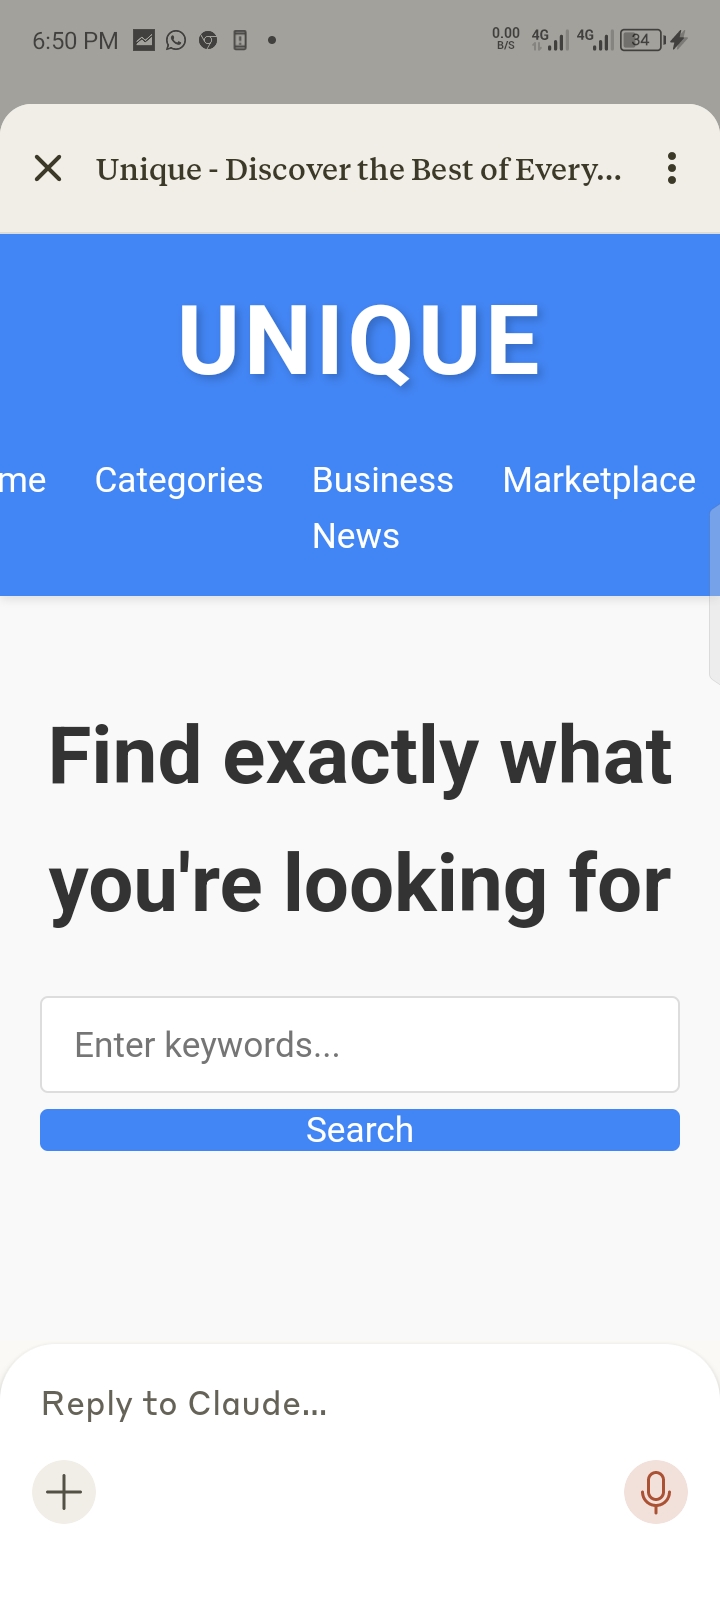 6:50 PM
0.00 B/S 4G 4G 34
Unique - Discover the Best of Every...
UNIQUE
me Categories Business Marketplace
News
Find exactly what
you're looking for
Enter keywords...
Search
Reply to Claude...